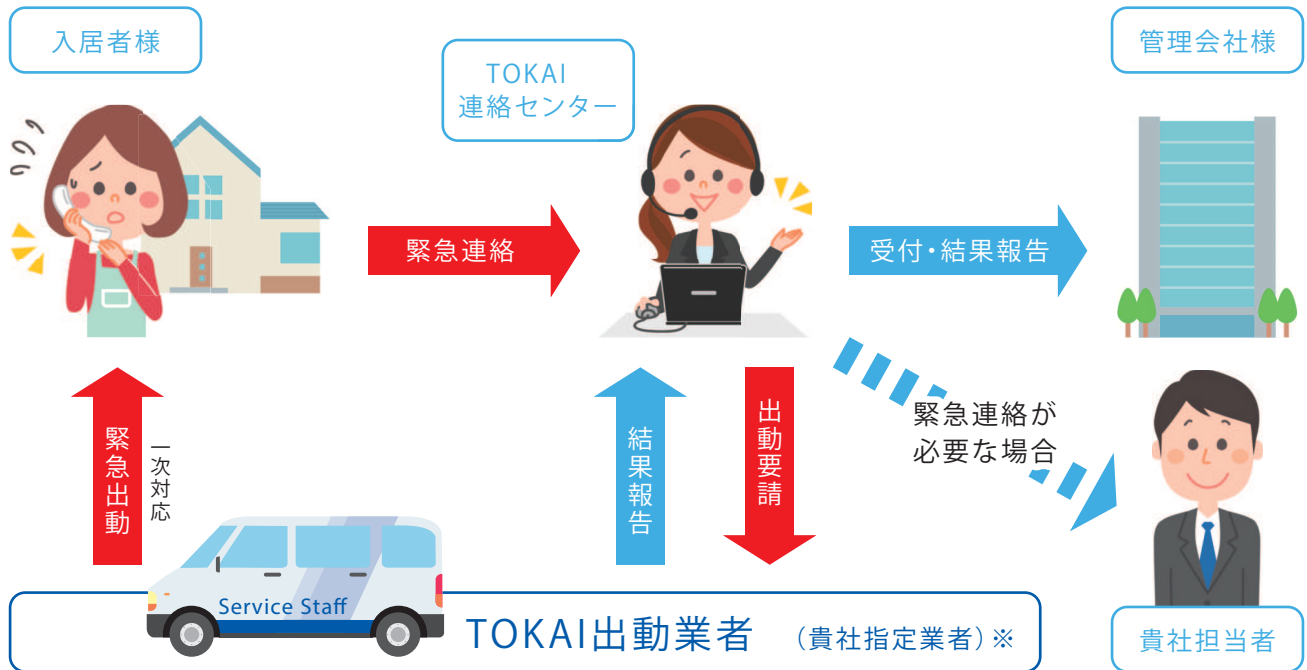 入居者様
TOKAI
連絡センター
管理会社様
緊急連絡
受付・結果報告
緊急出動
一次対応
結果報告
出動要請
緊急連絡が
必要な場合
Service Staff
TOKAI出動業者 (貴社指定業者)※
貴社担当者